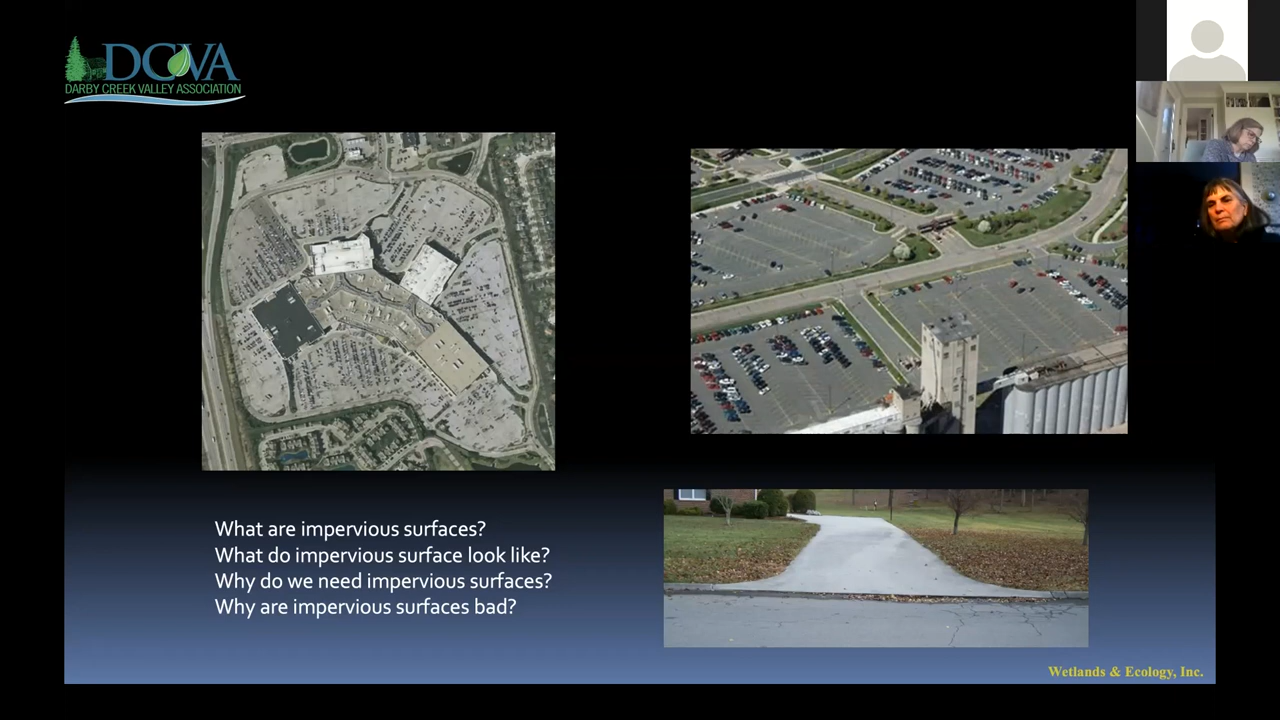 DCVA
DARBY CREEK VALLEY ASSOCIATION
What are impervious surfaces?
What do impervious surface look like?
Why do we need impervious surfaces?
Why are impervious surfaces bad?
Wetlands & Ecology, Inc.